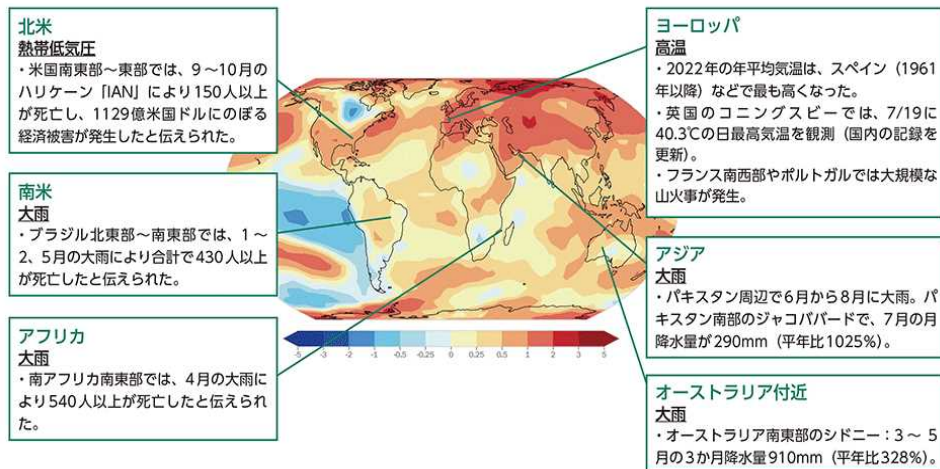 北米
熱帯低気圧
・米国南東部～東部では、9～10月の
ハリケーン「IAN」により150人以上
が死亡し、1129億米国ドルにのぼる
経済被害が発生したと伝えられた。
南米
大雨
・ブラジル北東部～南東部では、1～
2、5月の大雨により合計で430人以上
が死亡したと伝えられた。
アフリカ
大雨
・南アフリカ南東部では、4月の大雨に
より540人以上が死亡したと伝えられ
た。
-5 -3 -2 -1 -0.5 -0.25 0 0.25 0.5 1 2 3 5
ヨーロッパ
高温
・2022年の年平均気温は、スペイン（1961
年以降）などで最も高くなった。
・英国のコニングスビーでは、7/19に
40.3℃の日最高気温を観測（国内の記録を
更新）。
・フランス南西部やポルトガルでは大規模な
山火事が発生。
アジア
大雨
・パキスタン周辺で6月から8月に大雨。パ
キスタン南部のジャコババードで、7月の月
降水量が290mm（平年比1025%）。
オーストラリア付近
大雨
・オーストラリア南東部のシドニー：3～5
月の3か月降水量910mm（平年比328%）。